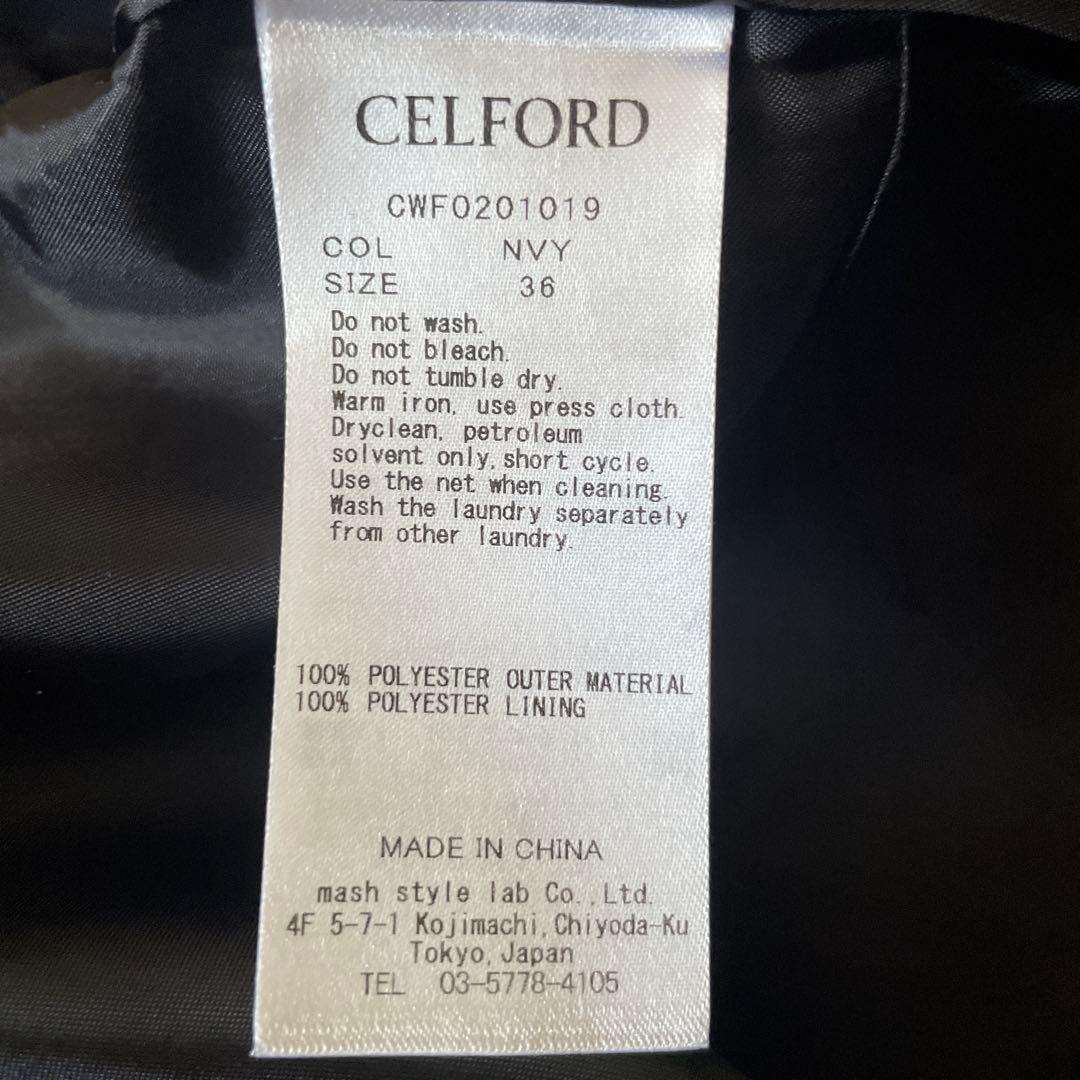 CELFORD
CWFO201019
COL NVY
SIZE 36
Do not wash.
Do not bleach.
Do not tumble dry.
Warm iron, use press cloth.
Dryclean, petroleum
solvent only, short cycle.
Use the net when cleaning.
Wash the laundry separately
from other laundry.
100% POLYESTER OUTER MATERIAL
100% POLYESTER LINING
MADE IN CHINA
mash style lab Co.,Ltd.
4F 5-7-1 Kojimachi,Chiyoda-Ku
Tokyo,Japan
TEL 03-5778-4105